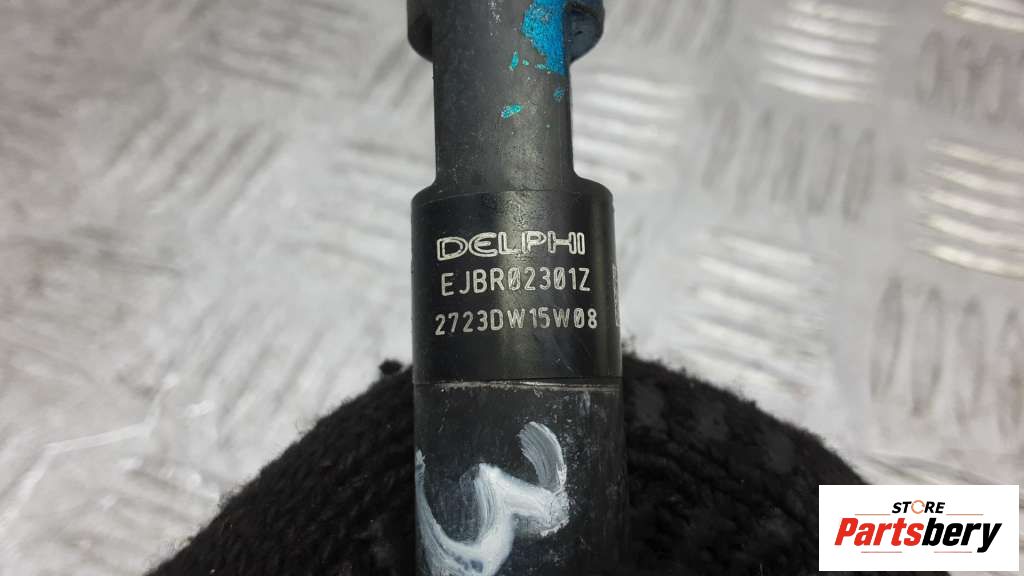 DELPHI
EJBR02301Z
2723DW15W08
STORE
Partsbery